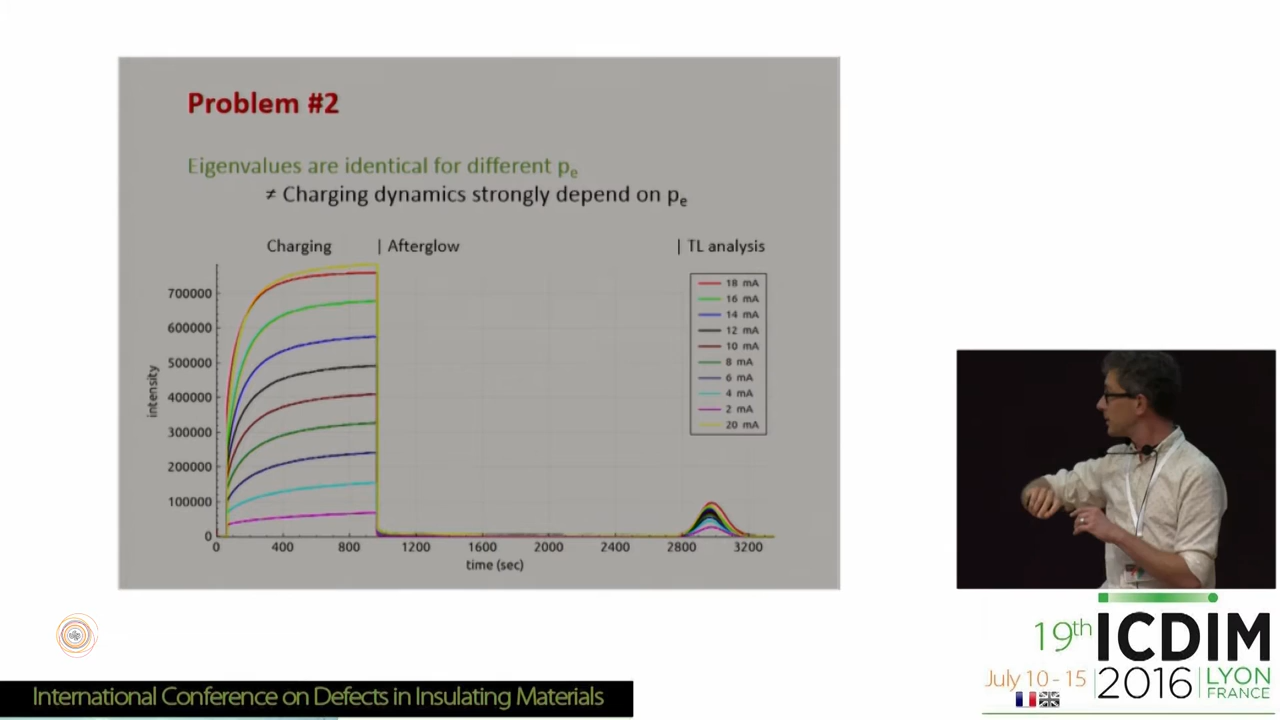 Problem #2
Eigenvalues are identical for different pe
≠ Charging dynamics strongly depend on pe
Charging | Afterglow | TL analysis
700000
600000
500000
400000
300000
200000
100000
0
intensity
0 400 800 1200 1600 2000 2400 2800 3200
time (sec)
18 mA
16 mA
14 mA
12 mA
10 mA
8 mA
6 mA
4 mA
2 mA
20 mA
19th ICDIM
July 10 - 15 2016 LYON
FRANCE
International Conference on Defects in Insulating Materials